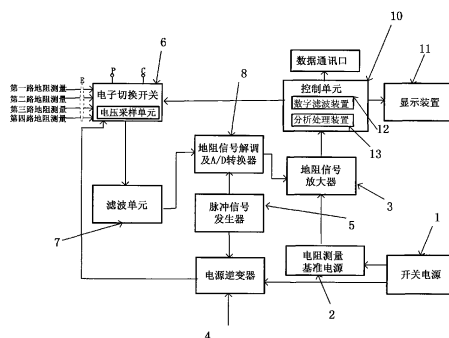 10
6
P
C
E
数据通讯口
11
8
第一路地阻测量
第二路地阻测量
第三路地阻测量
第四路地阻测量
电子切换开关
电压采样单元
控制单元
数字滤波装置
分析处理装置
显示装置
12
13
地阻信号解调
及A/D转换器
地阻信号
放大器
3
滤波单元
7
脉冲信号
发生器
5
1
电源逆变器
电阻测量
基准电源
开关电源
2
4